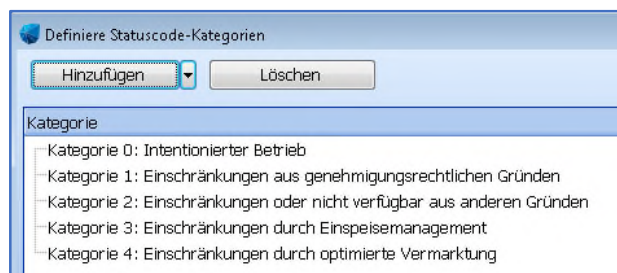 Definiere Statuscode-Kategorien
Hinzufügen Löschen
Kategorie
Kategorie 0: Intentionierter Betrieb
Kategorie 1: Einschränkungen aus genehmigungsrechtlichen Gründen
Kategorie 2: Einschränkungen oder nicht verfügbar aus anderen Gründen
Kategorie 3: Einschränkungen durch Einspeisemanagement
Kategorie 4: Einschränkungen durch optimierte Vermarktung